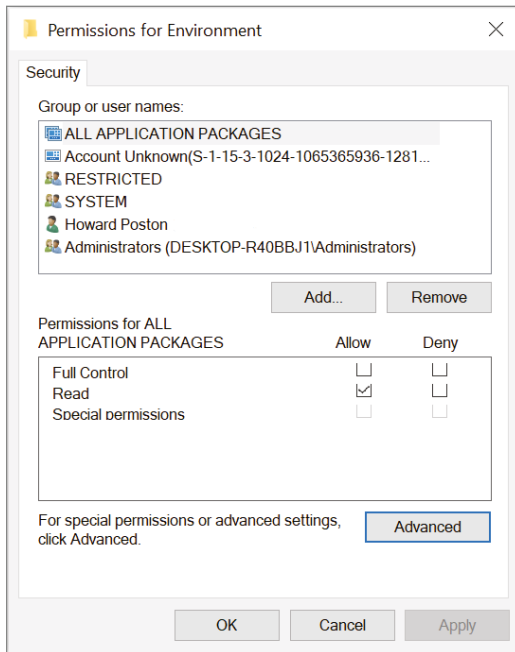 Permissions for Environment
Security
Group or user names:
ALL APPLICATION PACKAGES
Account Unknown(S-1-15-3-1024-1065365936-1281...
RESTRICTED
SYSTEM
Howard Poston
Administrators (DESKTOP-R40BBJ1\Administrators)
Add... Remove
Permissions for ALL
APPLICATION PACKAGES Allow Deny
Full Control
Read
Special permissions
For special permissions or advanced settings,
click Advanced.
Advanced
OK Cancel Apply